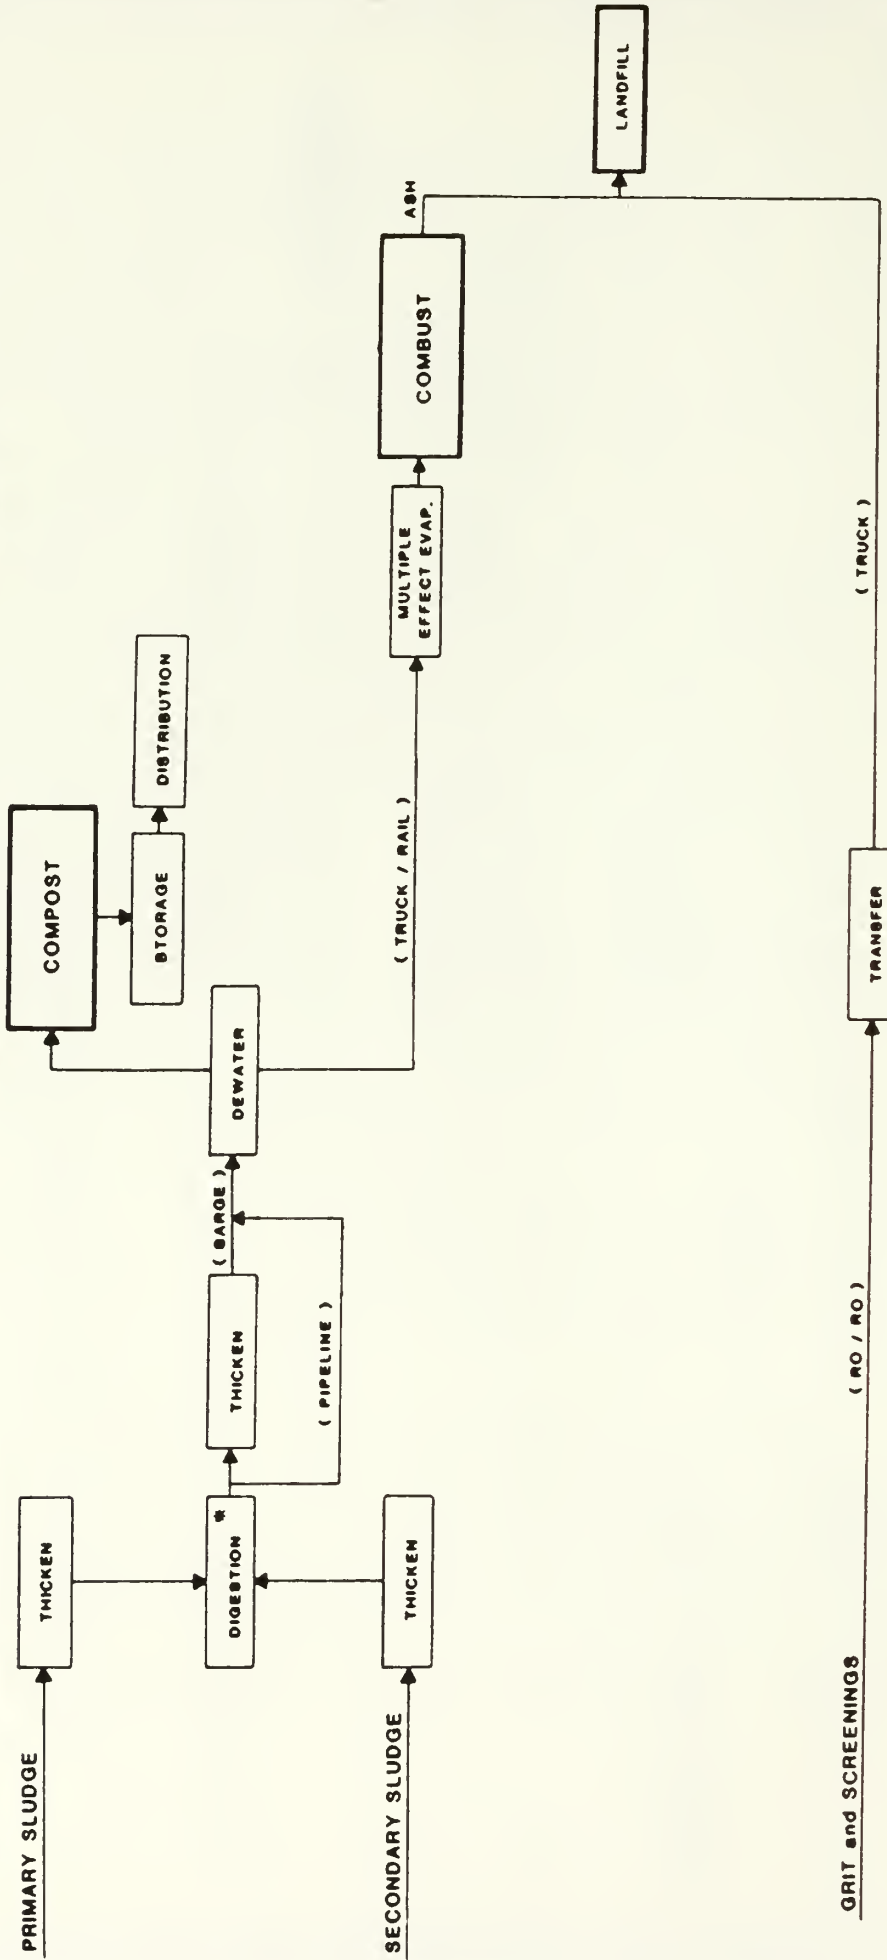 PRIMARY SLUDGE
THICKEN
SECONDARY SLUDGE
THICKEN
DIGESTION *
THICKEN
( PIPELINE )
( BARGE )
DEWATER
COMPOST
STORAGE
DISTRIBUTION
( TRUCK / RAIL )
MULTIPLE
EFFECT EVAP.
COMBUST
ASH
LANDFILL
GRIT and SCREENINGS
( RO / RO )
TRANSFER
( TRUCK )